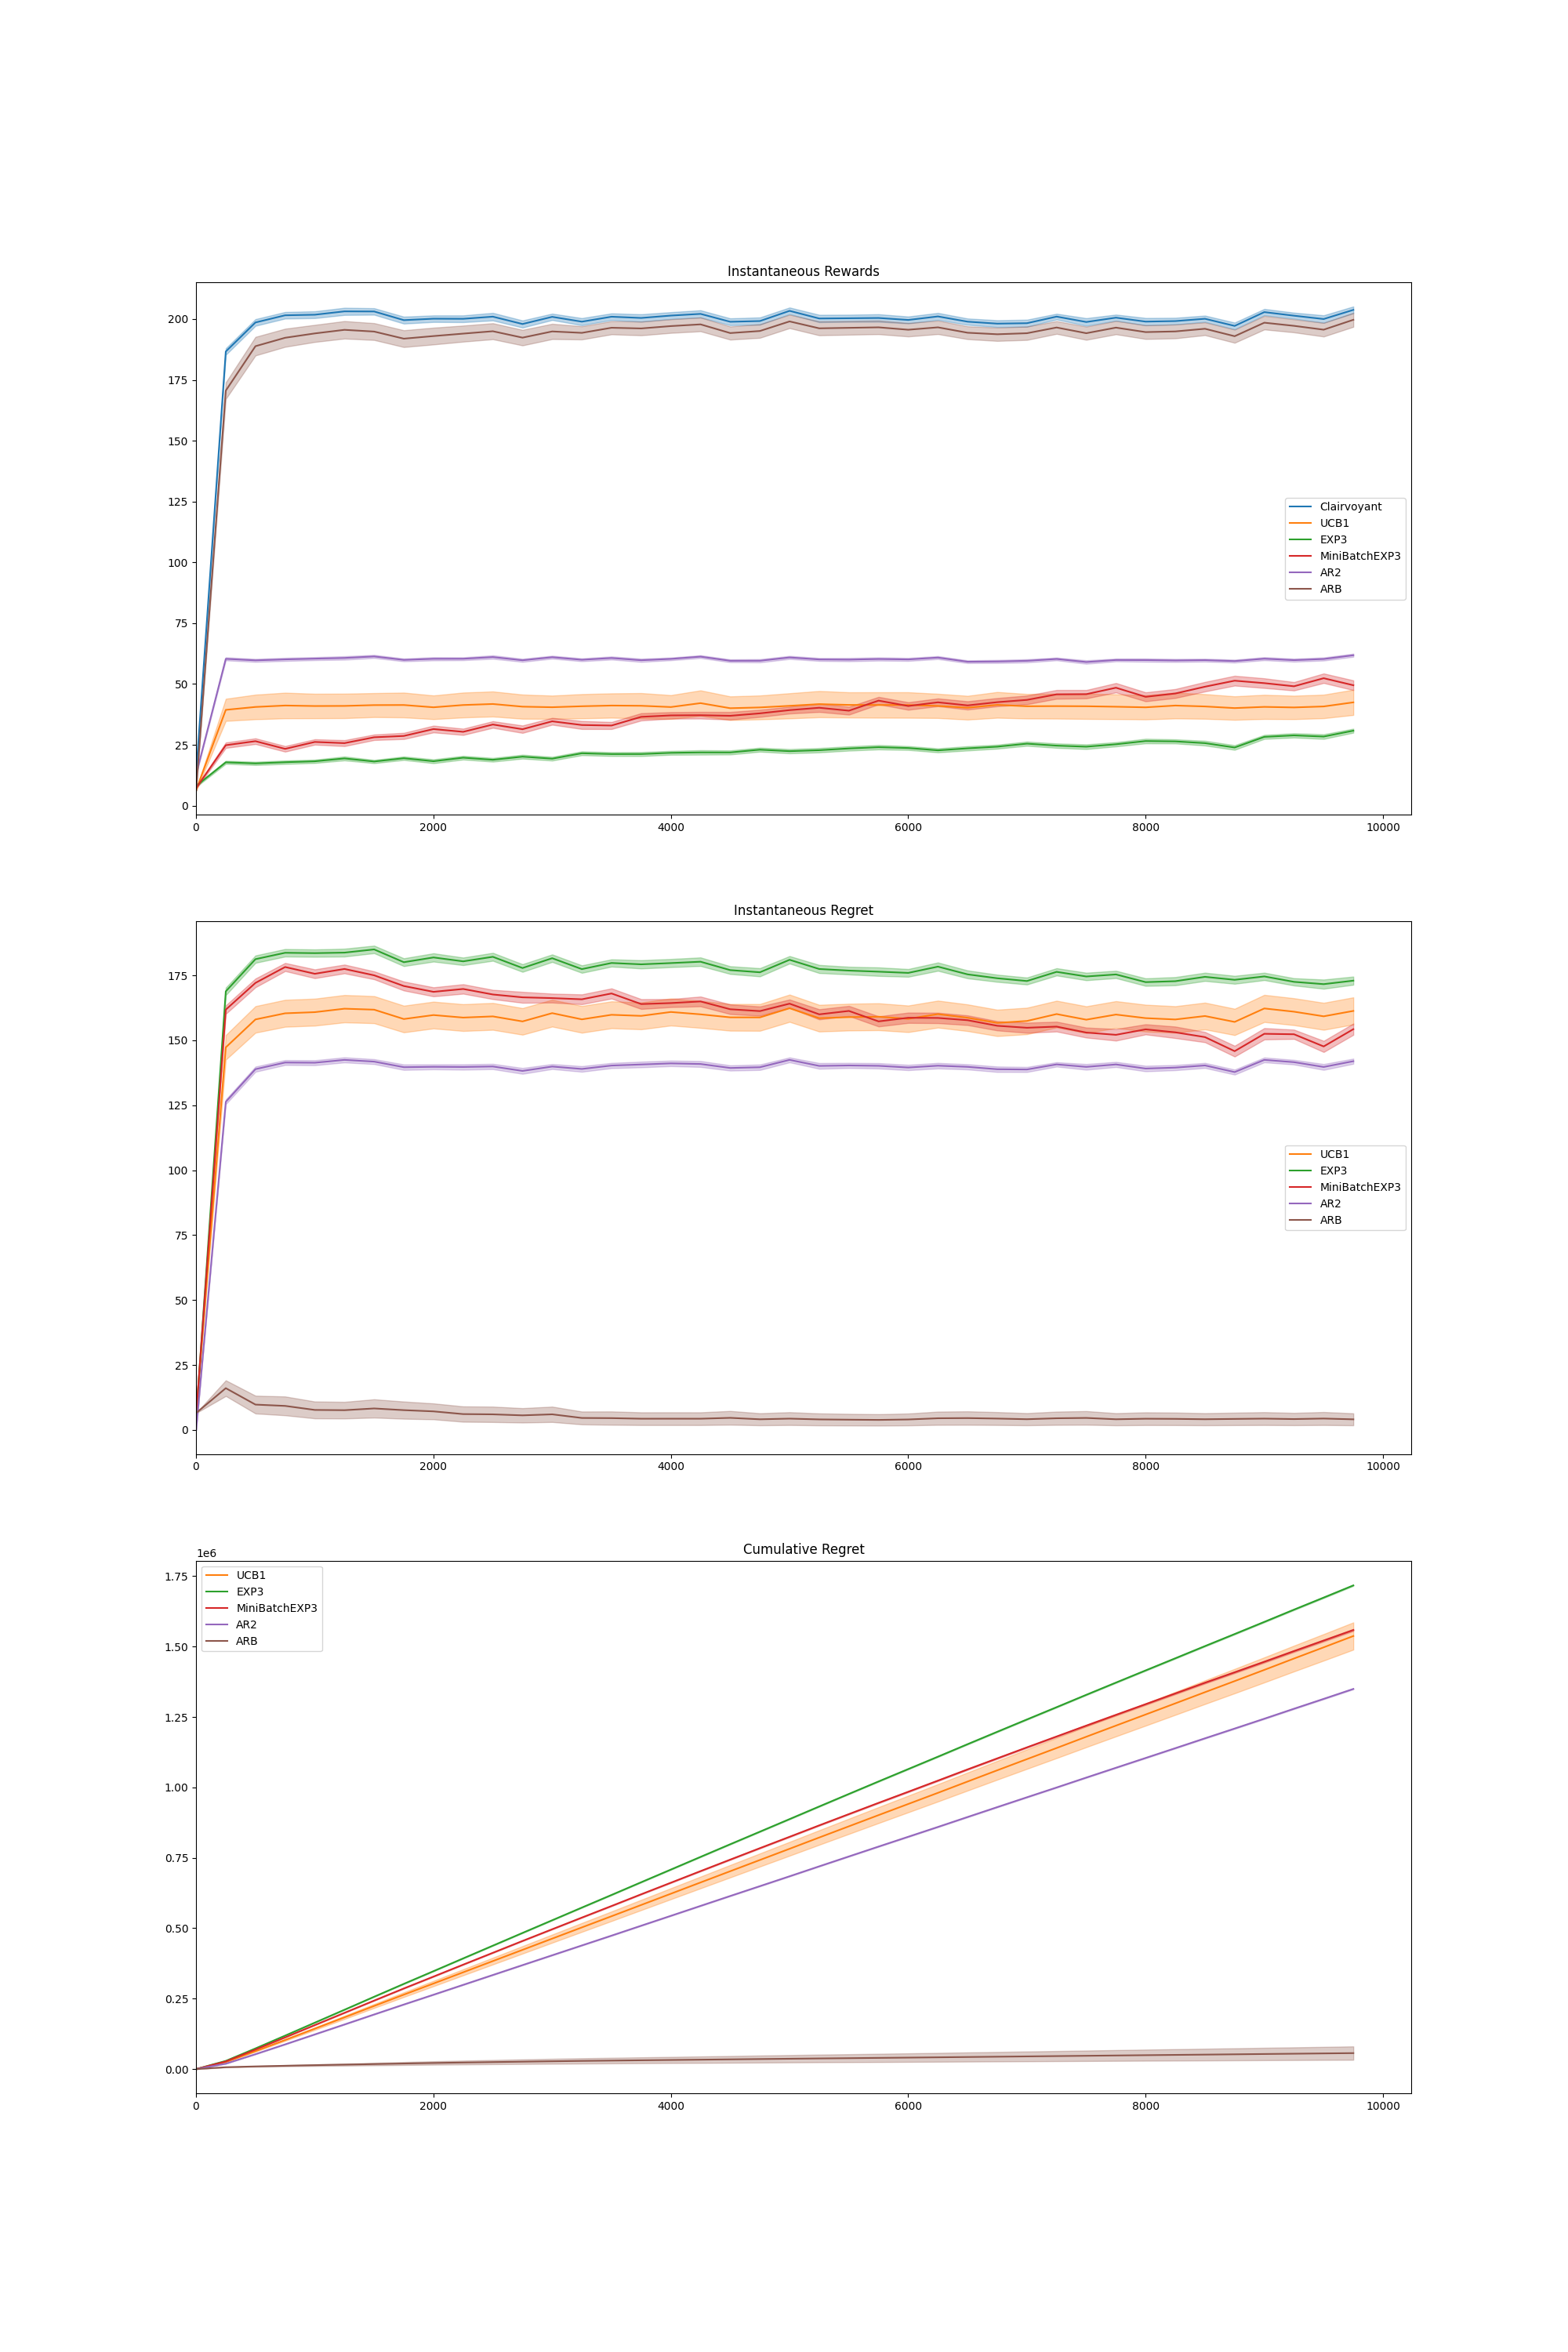 Instantaneous Rewards
200
175
150
125
100
75
50
25
0
Clairvoyant
UCB1
EXP3
MiniBatchEXP3
AR2
ARB
0 2000 4000 6000 8000 10000
Instantaneous Regret
175
150
125
100
75
50
25
0
UCB1
EXP3
MiniBatchEXP3
AR2
ARB
0 2000 4000 6000 8000 10000
Cumulative Regret
1e6
1.75
1.50
1.25
1.00
0.75
0.50
0.25
0.00
UCB1
EXP3
MiniBatchEXP3
AR2
ARB
0 2000 4000 6000 8000 10000